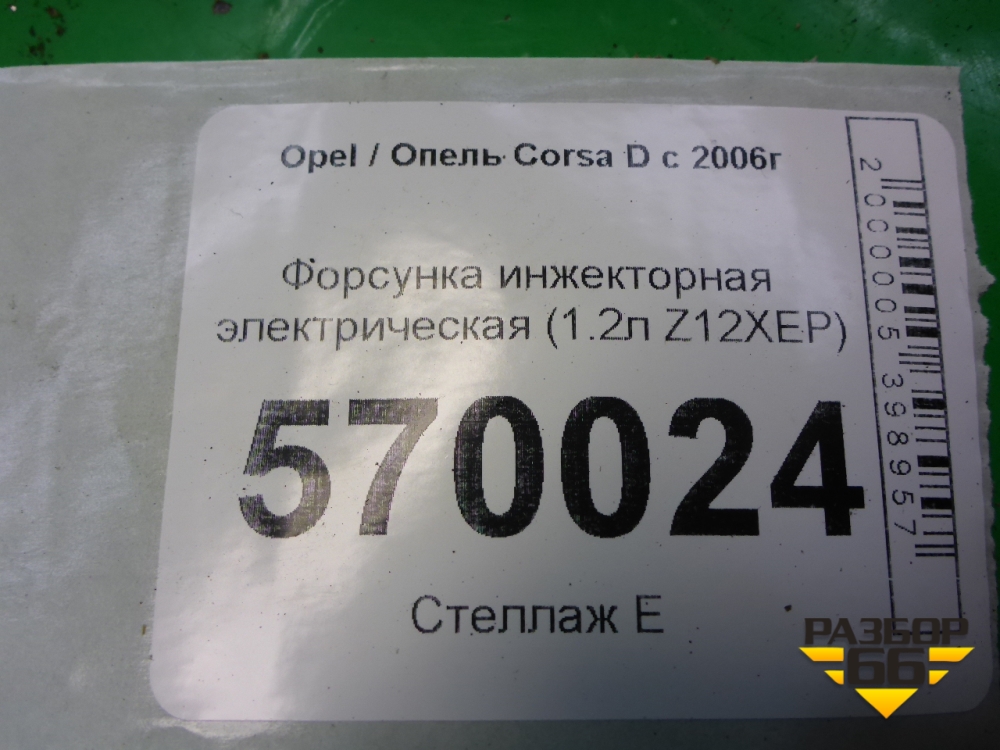 Opel / Опель Corsa D с 2006г
Форсунка инжекторная
электрическая (1.2л Z12XEP)
570024
Стеллаж Е
2000005398957
РАЗБОР
66